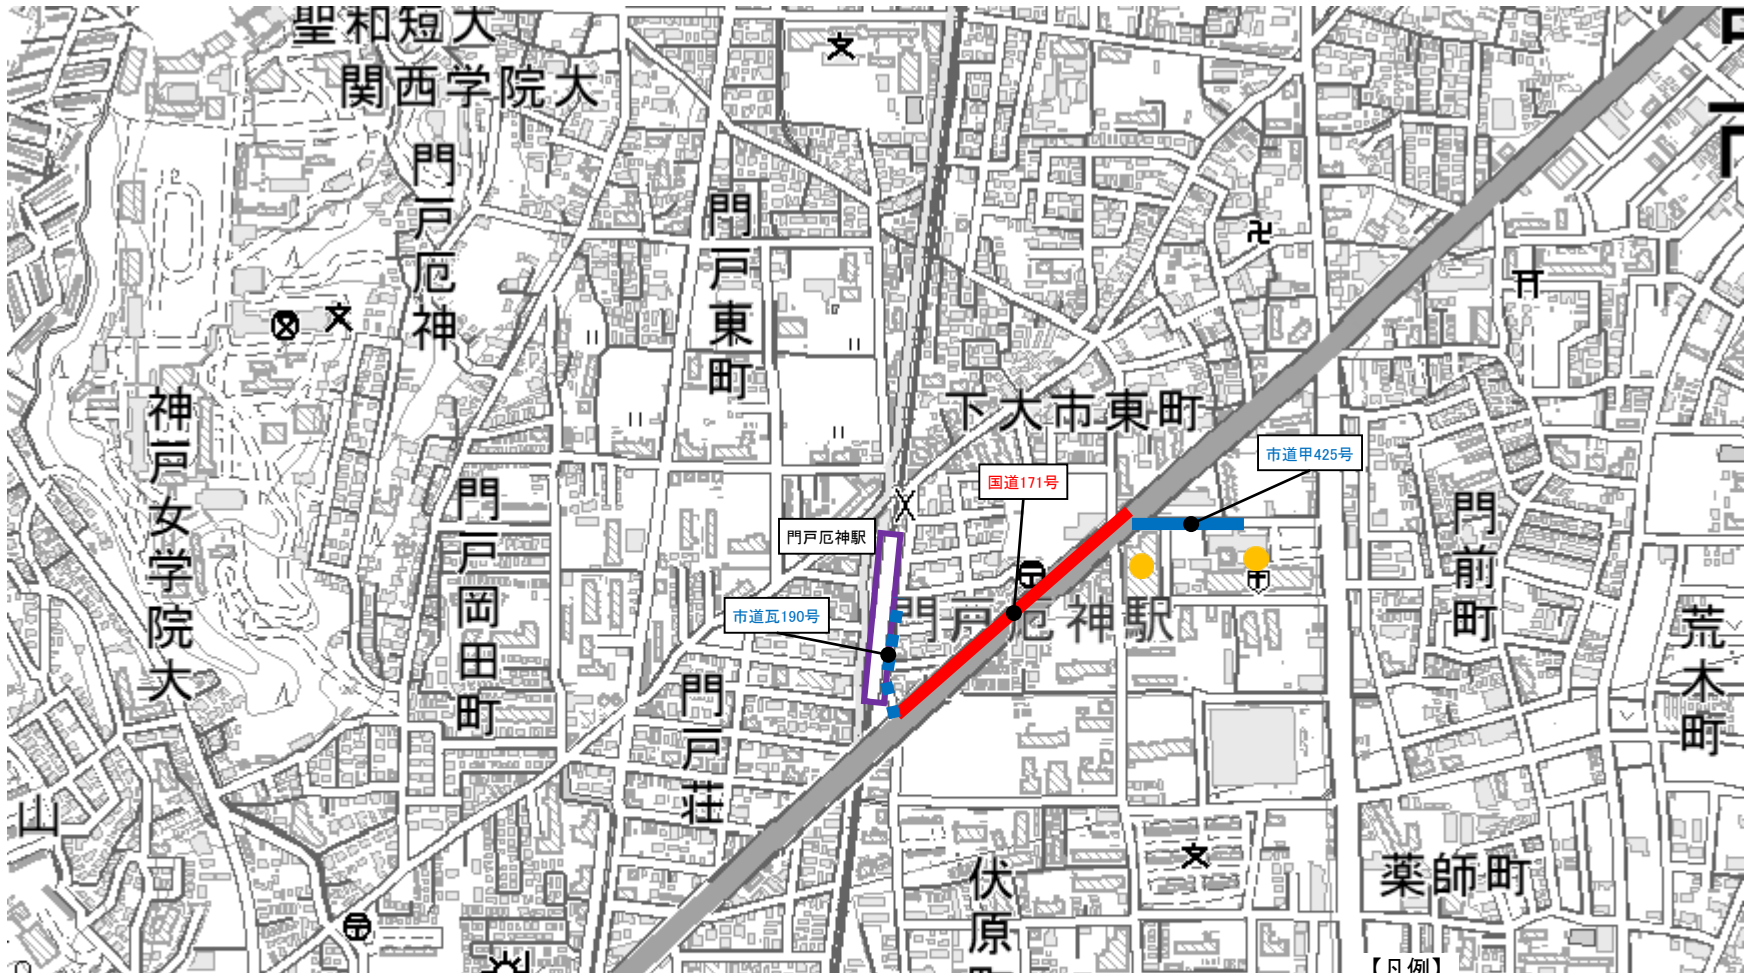 聖和短大
関西学院大
門戸厄神
門戸東町
市
下大市東町
神戸女学院大
市道甲425号
国道171号
門戸岡田町
門戸厄神駅
門前町
市道瓦190号
門戸厄神駅
荒木町
門戸荘
山
薬師町
伏原町
【凡例】